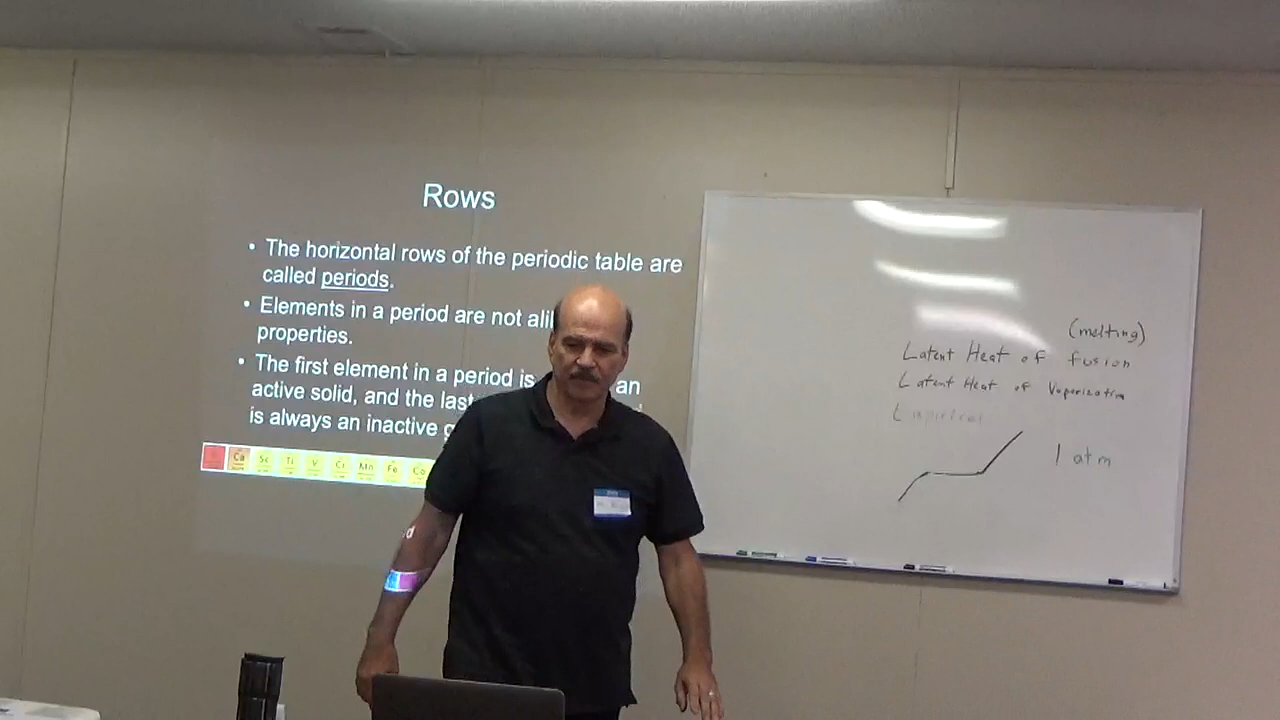 Rows
• The horizontal rows of the periodic table are
called periods.
• Elements in a period are not ali
properties.
• The first element in a period is an
active solid, and the last
is always an inactive g
Ca Sc Ti V Cr Mn Fe Co
d
(melting)
Latent Heat of fusion
Latent Heat of Vaporization
1 atm